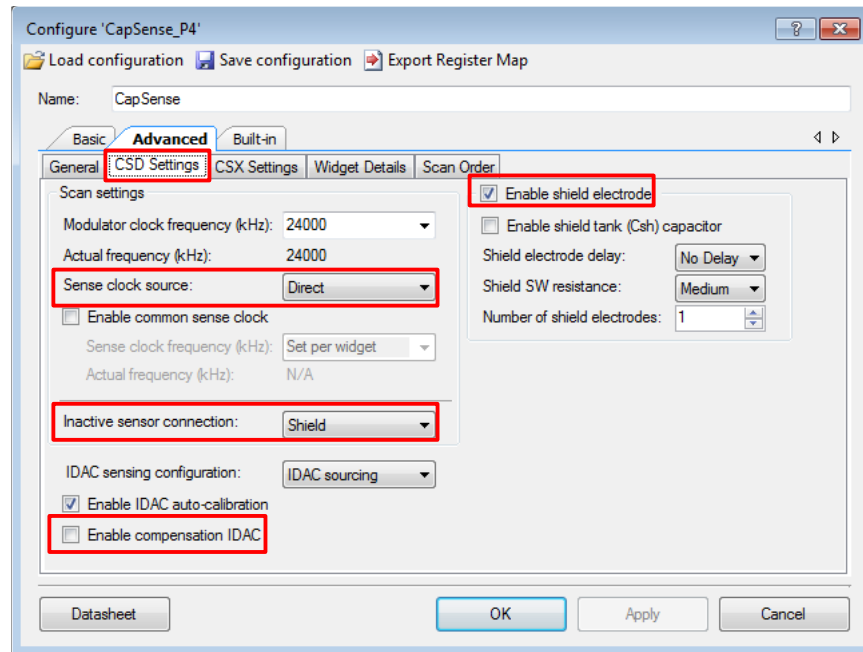 Configure 'CapSense_P4'
Load configuration Save configuration Export Register Map
Name: CapSense
Basic Advanced Built-in
General CSD Settings CSX Settings Widget Details Scan Order
Scan settings
Modulator clock frequency (kHz): 24000
Actual frequency (kHz): 24000
Sense clock source: Direct
Enable common sense clock
Sense clock frequency (kHz): Set per widget
Actual frequency (kHz): N/A
Inactive sensor connection: Shield
IDAC sensing configuration: IDAC sourcing
Enable IDAC auto-calibration
Enable compensation IDAC
Enable shield electrode
Enable shield tank (Csh) capacitor
Shield electrode delay: No Delay
Shield SW resistance: Medium
Number of shield electrodes: 1
Datasheet OK Apply Cancel